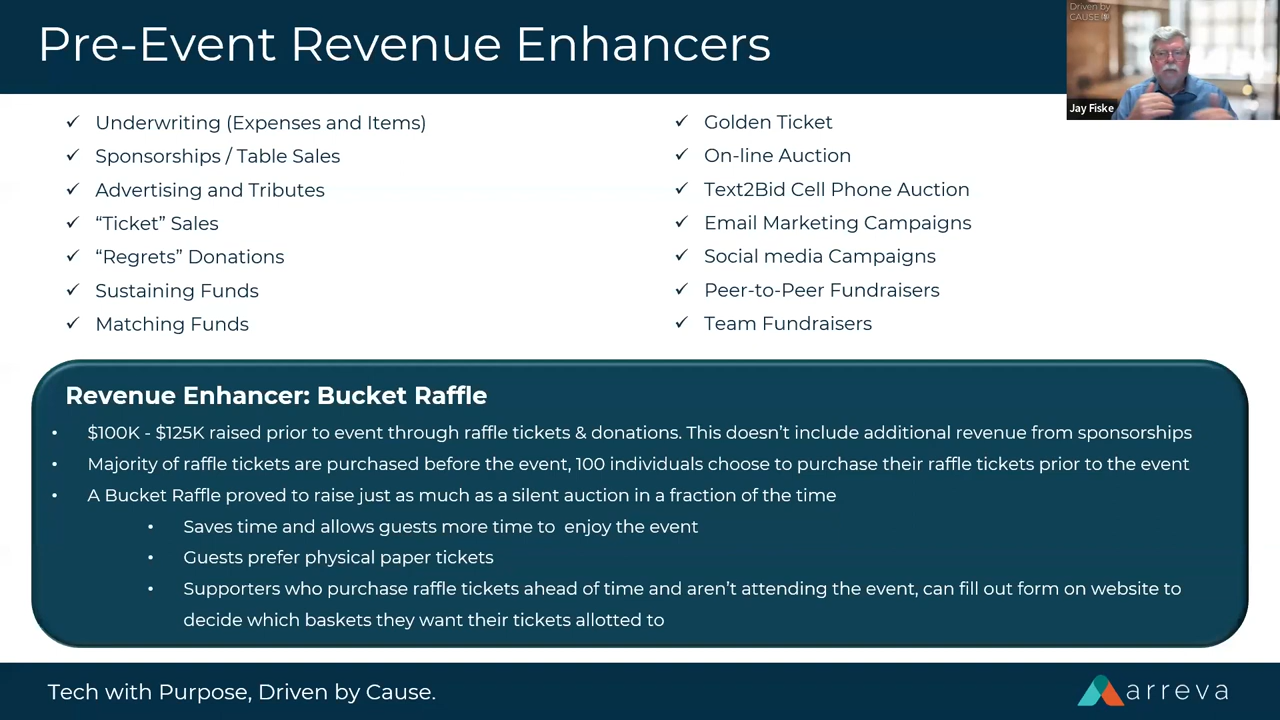 Pre-Event Revenue Enhancers
Driven by
CAUSE
Jay Fiske
Underwriting (Expenses and Items)
Sponsorships / Table Sales
Advertising and Tributes
“Ticket” Sales
“Regrets” Donations
Sustaining Funds
Matching Funds
Golden Ticket
On-line Auction
Text2Bid Cell Phone Auction
Email Marketing Campaigns
Social media Campaigns
Peer-to-Peer Fundraisers
Team Fundraisers
Revenue Enhancer: Bucket Raffle
• $100K - $125K raised prior to event through raffle tickets & donations. This doesn’t include additional revenue from sponsorships
• Majority of raffle tickets are purchased before the event, 100 individuals choose to purchase their raffle tickets prior to the event
• A Bucket Raffle proved to raise just as much as a silent auction in a fraction of the time
• Saves time and allows guests more time to enjoy the event
• Guests prefer physical paper tickets
• Supporters who purchase raffle tickets ahead of time and aren’t attending the event, can fill out form on website to
decide which baskets they want their tickets allotted to
Tech with Purpose, Driven by Cause.
arreva